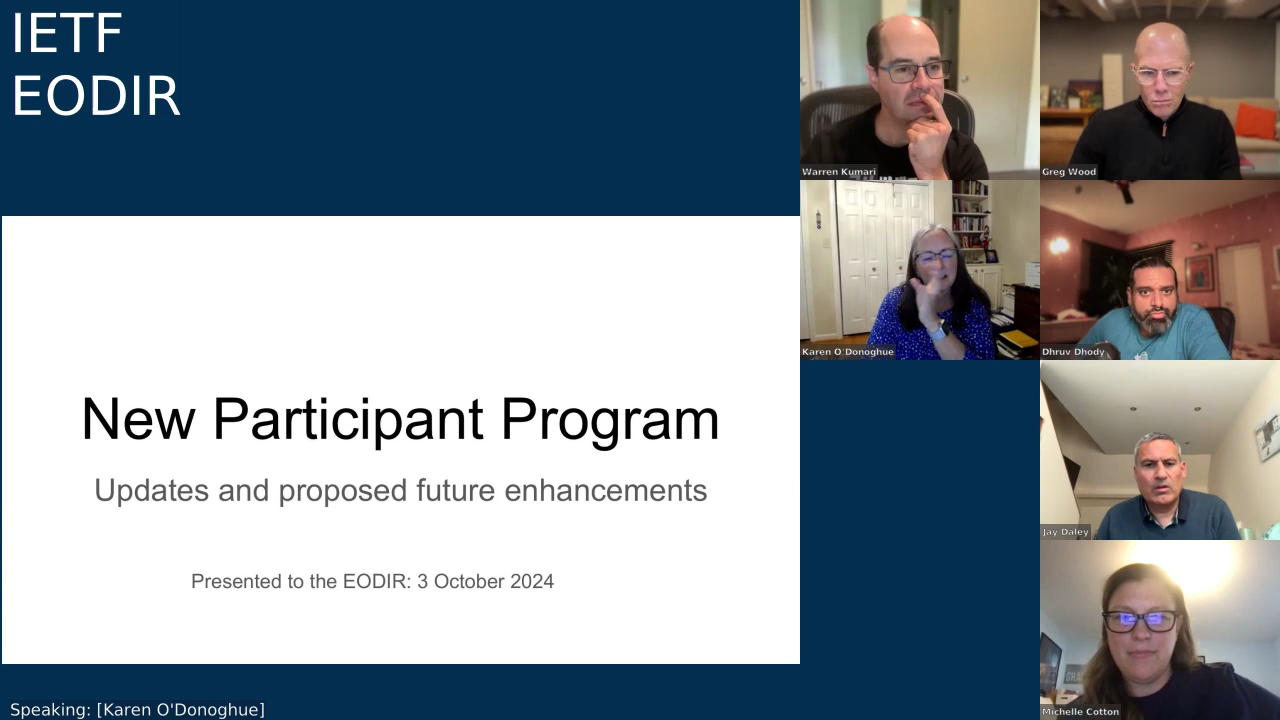 IETF
EODIR
New Participant Program
Updates and proposed future enhancements
Presented to the EODIR: 3 October 2024
Speaking: [Karen O'Donoghue]
Warren Kumari
Greg Wood
Karen O'Donoghue
Dhruv Dhody
Jay Daley
Michelle Cotton